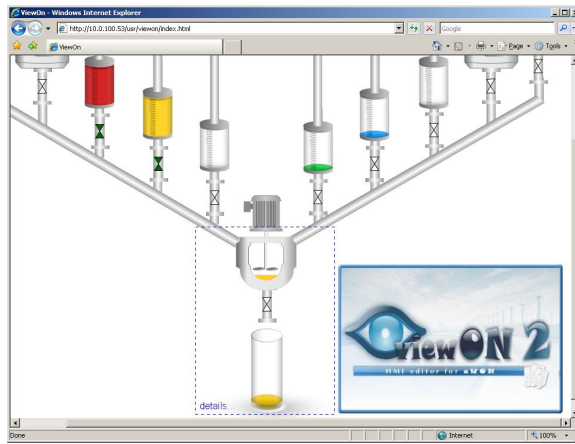 ViewOn - Windows Internet Explorer
http://10.0.100.53/usr/viewon/index.html
Google
ViewOn
Page
Tools
viewON 2
HMI editor for eWON
details...
Done
Internet
100%